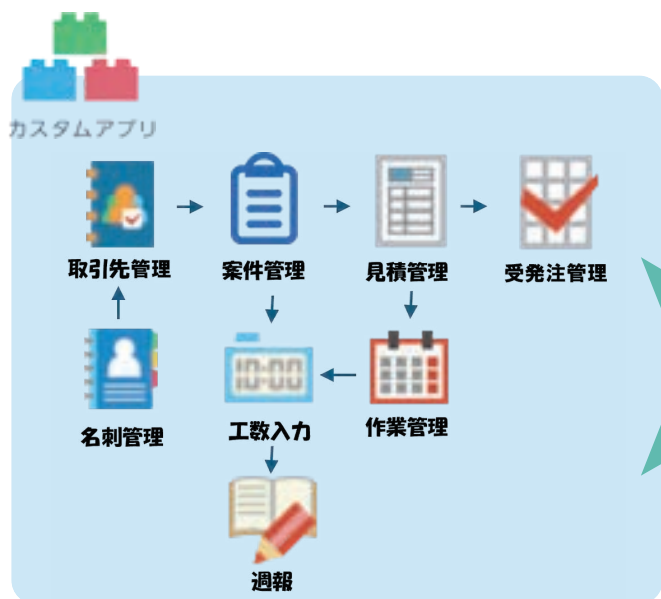 カスタムアプリ
取引先管理
案件管理
見積管理
受発注管理
名刺管理
10:00
工数入力
作業管理
週報